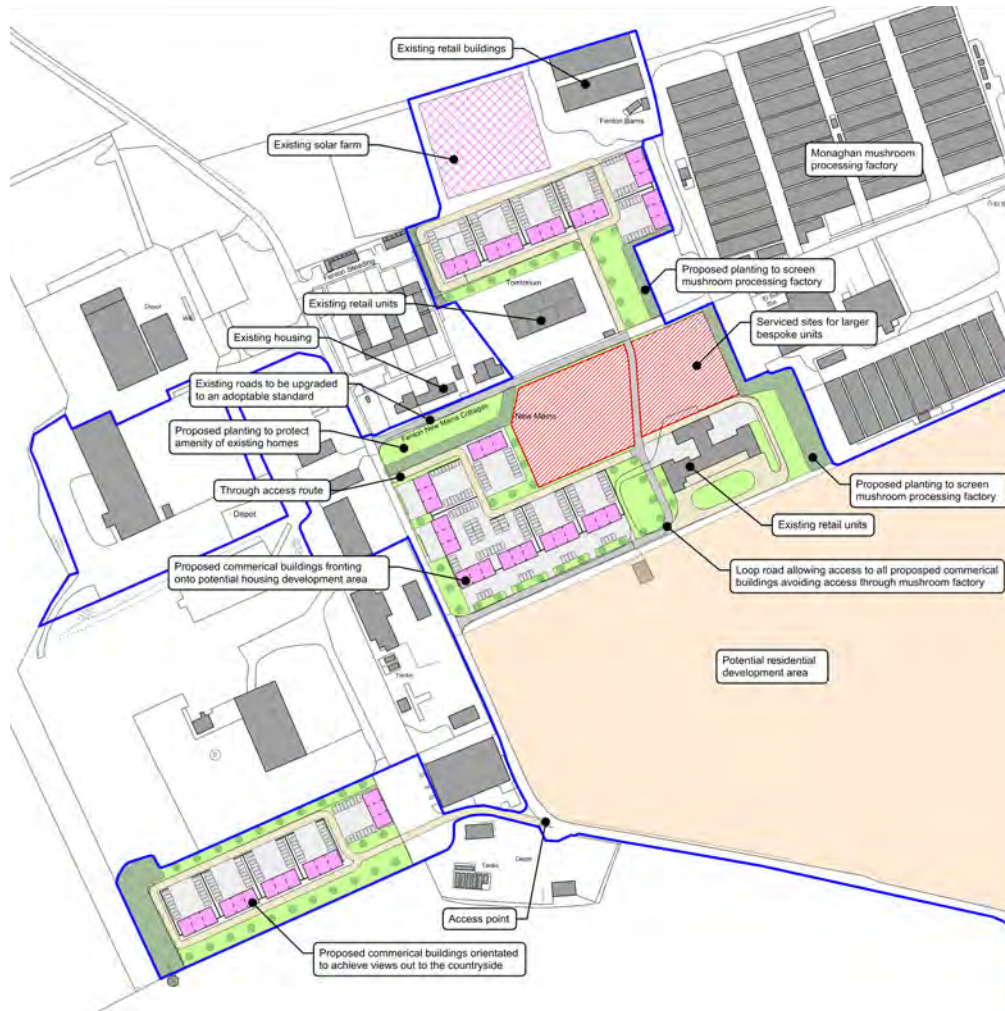 Existing retail buildings
Fenton Barns
Existing solar farm
Monaghan mushroom
processing factory
Fenton Steading
Depot
Tomtorium
Proposed planting to screen
mushroom processing factory
Existing retail units
Serviced sites for larger
bespoke units
Existing housing
Existing roads to be upgraded
to an adoptable standard
New Mains
Fenton New Mains Cottages
Proposed planting to protect
amenity of existing homes
Through access route
Proposed planting to screen
mushroom processing factory
Depot
Existing retail units
Proposed commerical buildings fronting
onto potential housing development area
Loop road allowing access to all propsosed commerical
buildings avoiding access through mushroom factory
Potential residential
development area
Tanks
Tanks
Depot
Access point
Proposed commerical buildings orientated
to achieve views out to the countryside